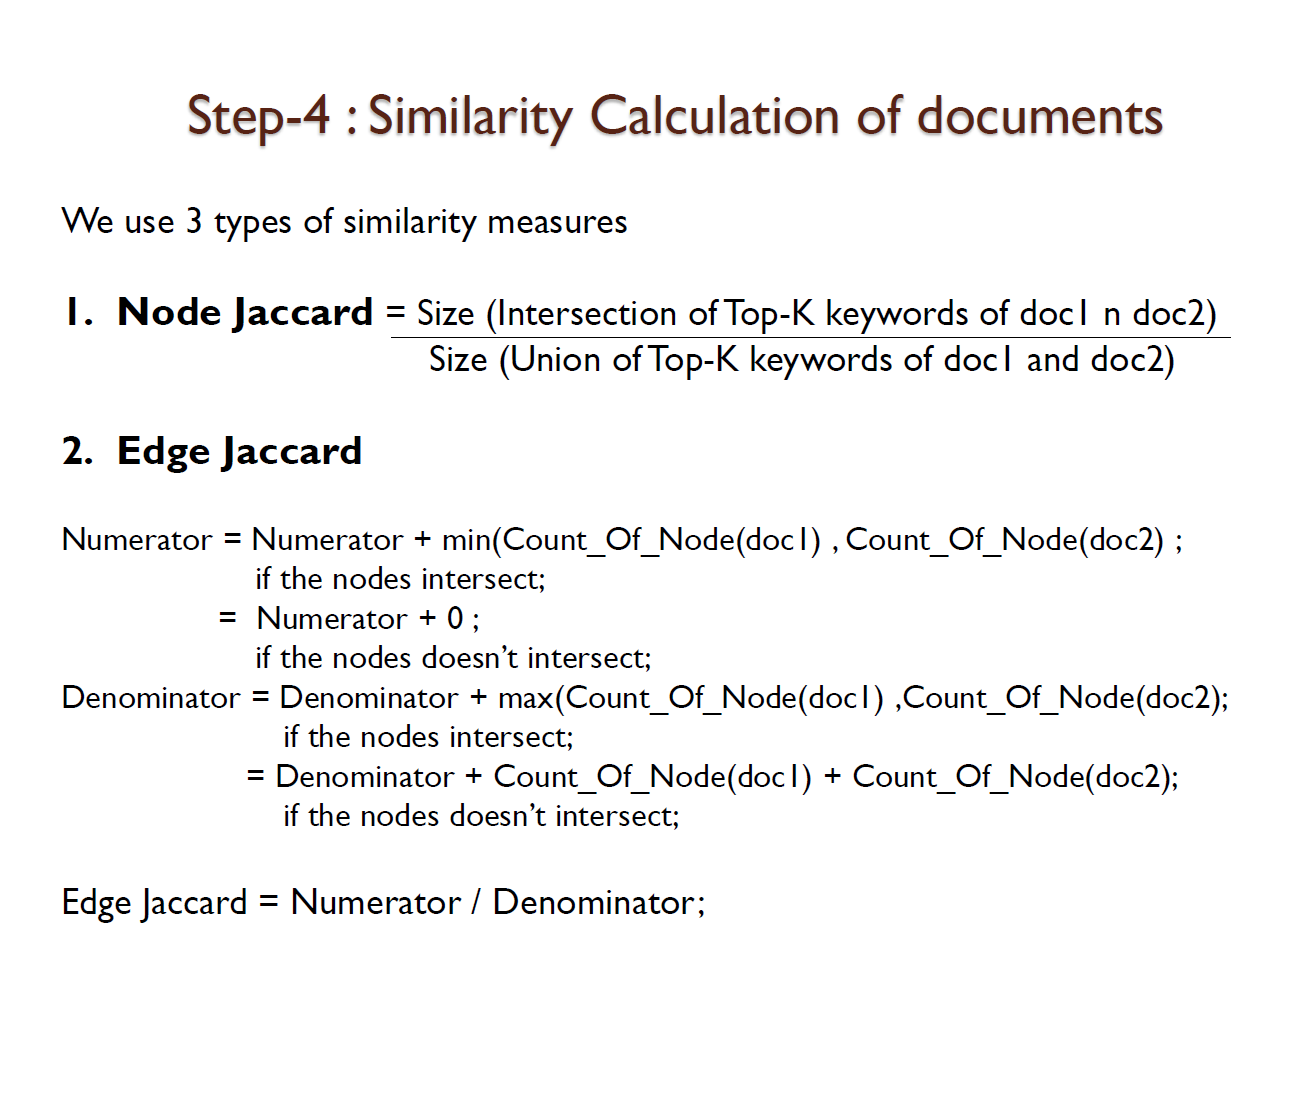 Step-4 : Similarity Calculation of documents
We use 3 types of similarity measures
1. Node Jaccard = Size (Intersection of Top-K keywords of doc1 n doc2)
Size (Union of Top-K keywords of doc1 and doc2)
2. Edge Jaccard
Numerator = Numerator + min(Count_Of_Node(doc1) , Count_Of_Node(doc2) ;
if the nodes intersect;
= Numerator + 0 ;
if the nodes doesn’t intersect;
Denominator = Denominator + max(Count_Of_Node(doc1) ,Count_Of_Node(doc2);
if the nodes intersect;
= Denominator + Count_Of_Node(doc1) + Count_Of_Node(doc2);
if the nodes doesn’t intersect;
Edge Jaccard = Numerator / Denominator;